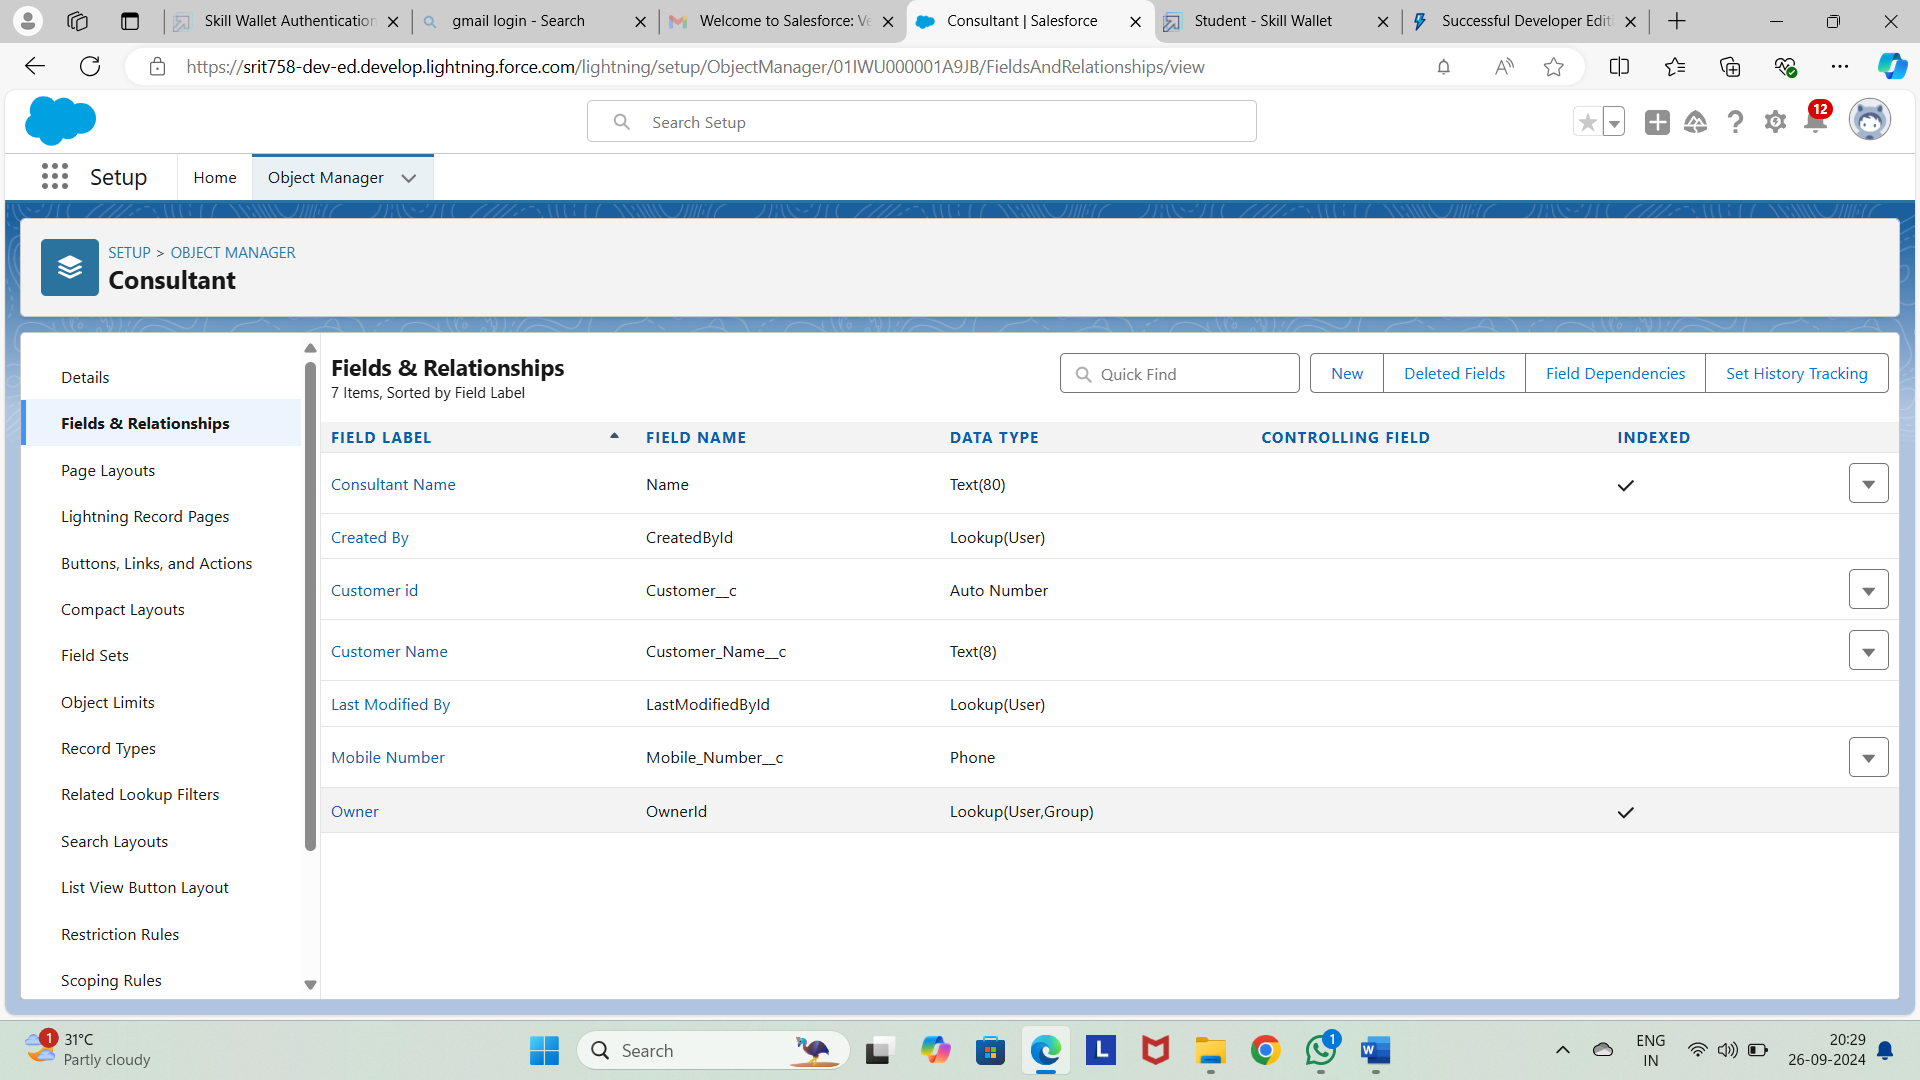 Skill Wallet Authentication
gmail login - Search
Welcome to Salesforce: Ve
Consultant | Salesforce
Student - Skill Wallet
Successful Developer Editi
https://srit758-dev-ed.develop.lightning.force.com/lightning/setup/ObjectManager/01IWU000001A9JB/FieldsAndRelationships/view
Search Setup
12
Setup
Home
Object Manager
SETUP > OBJECT MANAGER
Consultant
Details
Fields & Relationships
Page Layouts
Lightning Record Pages
Buttons, Links, and Actions
Compact Layouts
Field Sets
Object Limits
Record Types
Related Lookup Filters
Search Layouts
List View Button Layout
Restriction Rules
Scoping Rules
Fields & Relationships
7 Items, Sorted by Field Label
Quick Find
New
Deleted Fields
Field Dependencies
Set History Tracking
FIELD LABEL FIELD NAME DATA TYPE CONTROLLING FIELD INDEXED
Consultant Name Name Text(80)
Created By CreatedById Lookup(User)
Customer id Customer__c Auto Number
Customer Name Customer_Name__c Text(8)
Last Modified By LastModifiedById Lookup(User)
Mobile Number Mobile_Number__c Phone
Owner OwnerId Lookup(User,Group)
1
31°C
Partly cloudy
Search
L
1
W
ENG
IN
20:29
26-09-2024